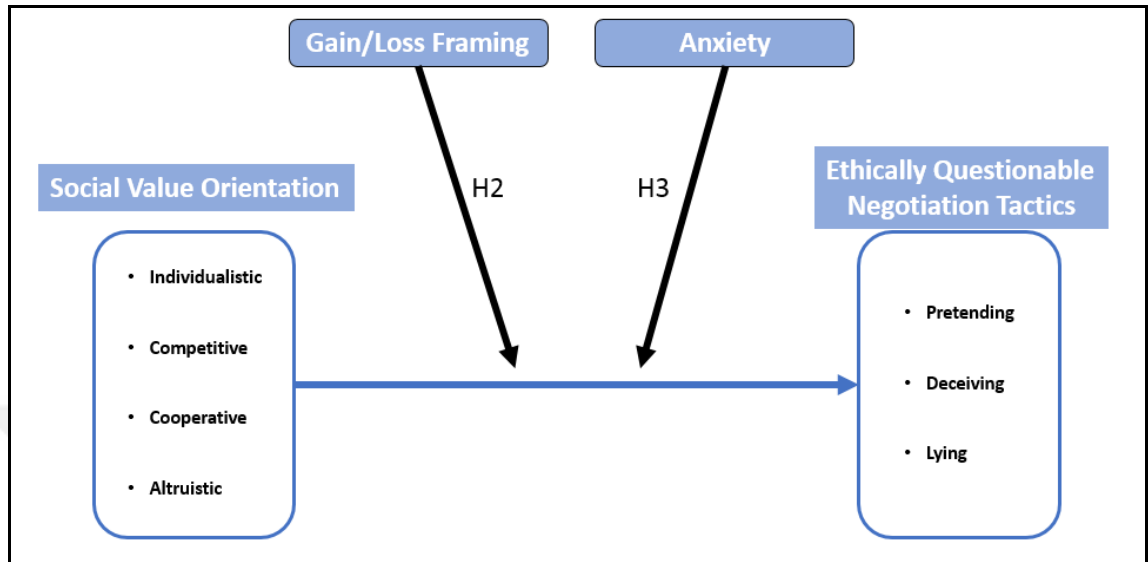 Gain/Loss Framing
Anxiety
H2
H3
Social Value Orientation
• Individualistic
• Competitive
• Cooperative
• Altruistic
Ethically Questionable
Negotiation Tactics
• Pretending
• Deceiving
• Lying